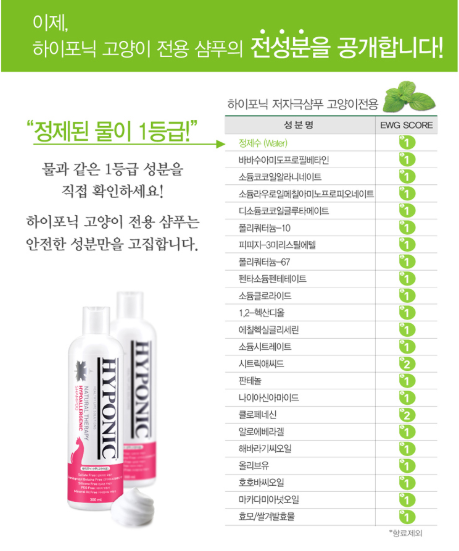 이제,
하이포닉 고양이 전용 샴푸의 전성분을 공개합니다!
하이포닉 저자극샴푸 고양이전용
성분명 EWG SCORE
"정제된 물이 1등급!"
물과 같은 1등급 성분을
직접 확인하세요!
하이포닉 고양이 전용 샴푸는
안전한 성분만을 고집합니다.
정제수 (Water) 1
바바수아미도프로필베타인 1
소듐코코일알라니네이트 1
소듐라우로일메칠아미노프로피오네이트 1
디소듐코코일글루타메이트 1
폴리쿼터늄-10 1
피피지-3미리스틸에텔 1
폴리쿼터늄-67 1
펜타소듐펜테테이트 1
소듐클로라이드 1
1,2-헥산디올 1
에칠헥실글리세린 1
소듐시트레이트 1
시트릭애씨드 2
판테놀 1
나이아신아마이드 1
클로페네신 2
알로에베라겔 1
해바라기씨오일 1
올리브유 1
호호바씨오일 1
마카다미아넛오일 1
효모/쌀겨발효물 1
*향료제외
HYPONIC
NATURAL THERAPY
HYPOALLERGENIC
SHAMPOO
HYPONIC